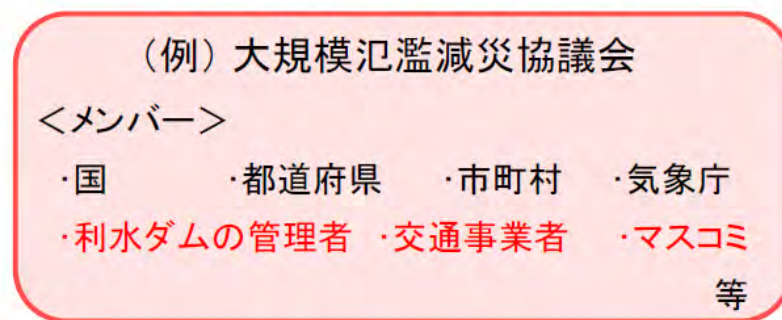 （例）大規模氾濫減災協議会
＜メンバー＞
・国 ・都道府県 ・市町村 ・気象庁
・利水ダムの管理者 ・交通事業者 ・マスコミ
等